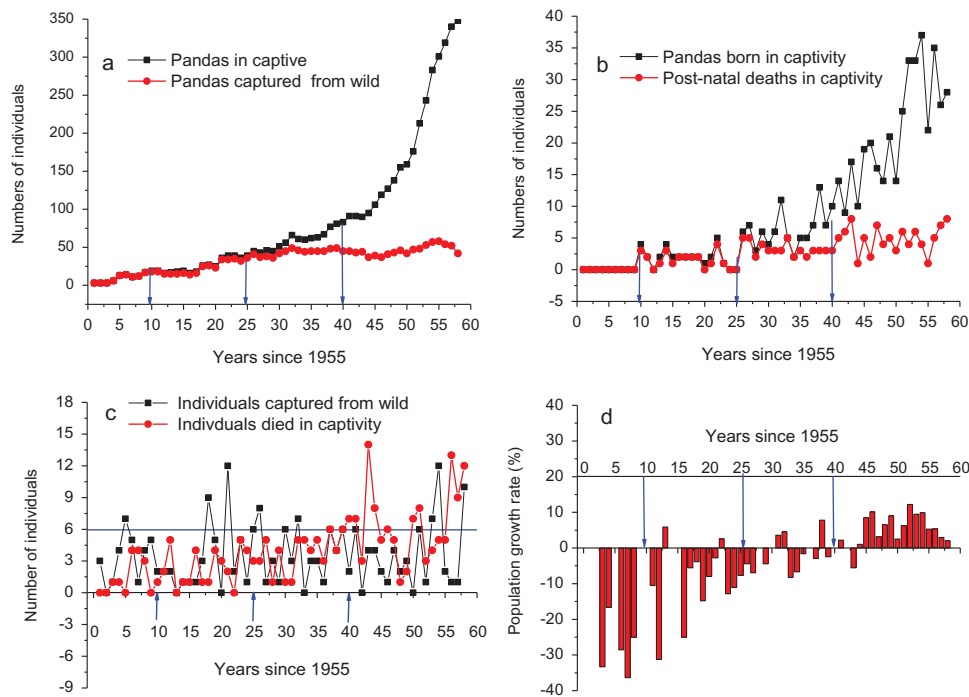 a
Pandas in captive
Pandas captured from wild
Numbers of individuals
350
300
250
200
150
100
50
0
0 5 10 15 20 25 30 35 40 45 50 55 60
Years since 1955
b
Pandas born in captivity
Post-natal deaths in captivity
Numbers of individuals
40
35
30
25
20
15
10
5
0
-5
0 5 10 15 20 25 30 35 40 45 50 55 60
Years since 1955
c
Individuals captured from wild
Indivduals died in captivity
Number of individuals
18
15
12
9
6
3
0
-3
-6
-9
0 5 10 15 20 25 30 35 40 45 50 55 60
Years since 1955
d
Years since 1955
0 5 10 15 20 25 30 35 40 45 50 55 60
Population growth rate (%)
40
30
20
10
0
-10
-20
-30
-40